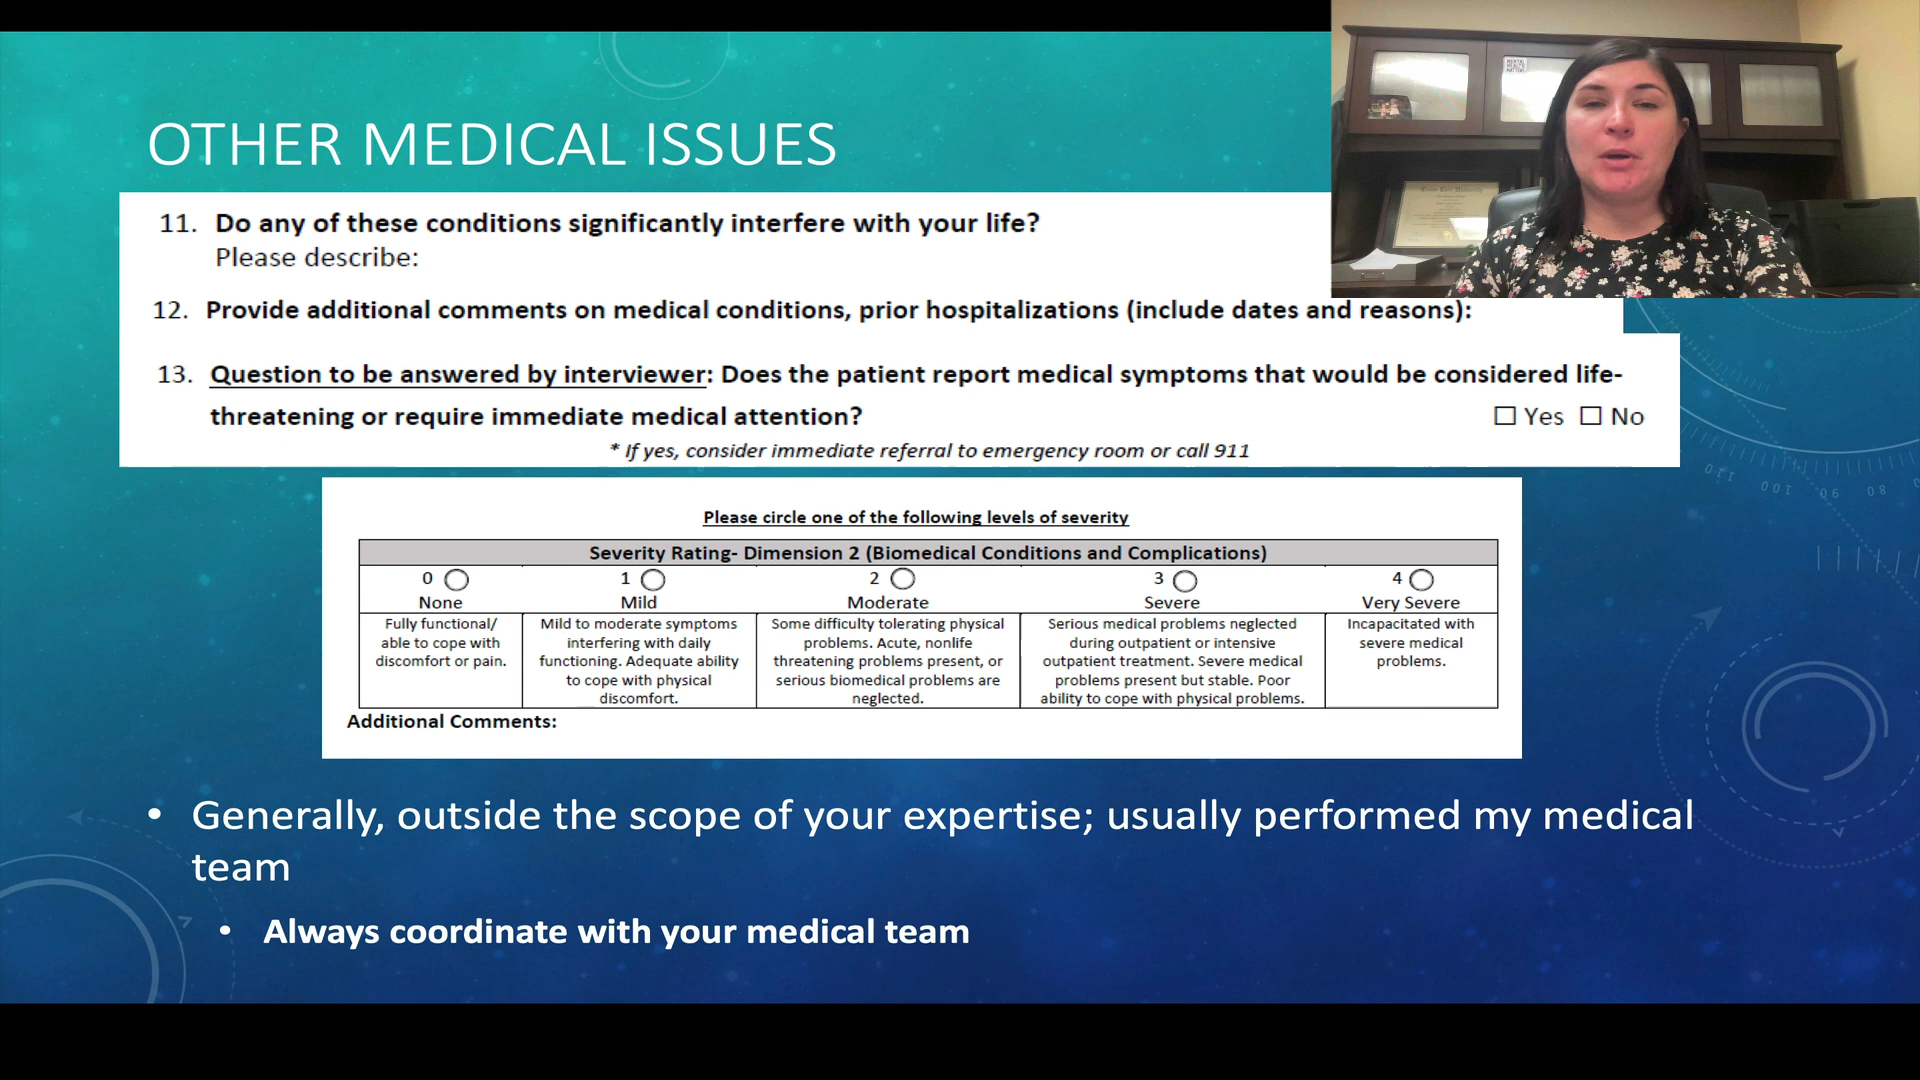 OTHER MEDICAL ISSUES
MENTAL
HEALTH
MATTERS
11. Do any of these conditions significantly interfere with your life?
Please describe:
12. Provide additional comments on medical conditions, prior hospitalizations (include dates and reasons):
13. Question to be answered by interviewer: Does the patient report medical symptoms that would be considered life-
threatening or require immediate medical attention? ☐ Yes ☐ No
* If yes, consider immediate referral to emergency room or call 911
Please circle one of the following levels of severity
Severity Rating- Dimension 2 (Biomedical Conditions and Complications)
0 ○ 1 ○ 2 ○ 3 ○ 4 ○
None Mild Moderate Severe Very Severe
Fully functional/
able to cope with
discomfort or pain.
Mild to moderate symptoms
interfering with daily
functioning. Adequate ability
to cope with physical
discomfort.
Some difficulty tolerating physical
problems. Acute, nonlife
threatening problems present, or
serious biomedical problems are
neglected.
Serious medical problems neglected
during outpatient or intensive
outpatient treatment. Severe medical
problems present but stable. Poor
ability to cope with physical problems.
Incapacitated with
severe medical
problems.
Additional Comments:
• Generally, outside the scope of your expertise; usually performed my medical
team
• Always coordinate with your medical team
110 100 90 80